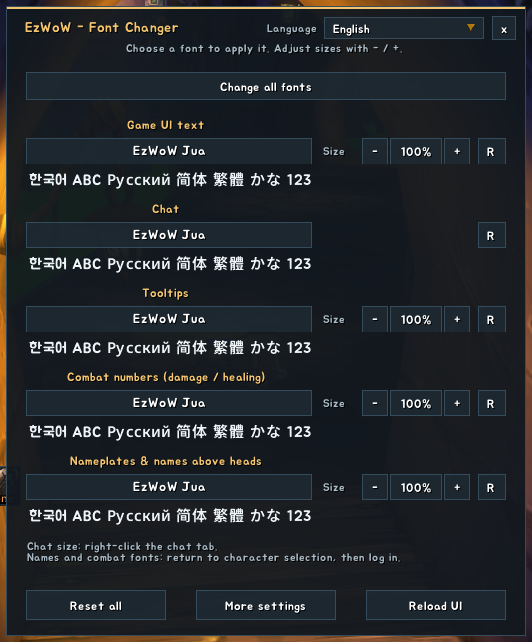 EzWoW - Font Changer
Language
English
x
Choose a font to apply it. Adjust sizes with - / +.
Change all fonts
Game UI text
EzWoW Jua
Size
-
100%
+
R
한국어 ABC Русский 简体 繁體 かな 123
Chat
EzWoW Jua
R
한국어 ABC Русский 简体 繁體 かな 123
Tooltips
EzWoW Jua
Size
-
100%
+
R
한국어 ABC Русский 简体 繁體 かな 123
Combat numbers (damage / healing)
EzWoW Jua
Size
-
100%
+
R
한국어 ABC Русский 简体 繁體 かな 123
Nameplates & names above heads
EzWoW Jua
Size
-
100%
+
R
한국어 ABC Русский 简体 繁體 かな 123
Chat size: right-click the chat tab.
Names and combat fonts: return to character selection, then log in.
Reset all
More settings
Reload UI